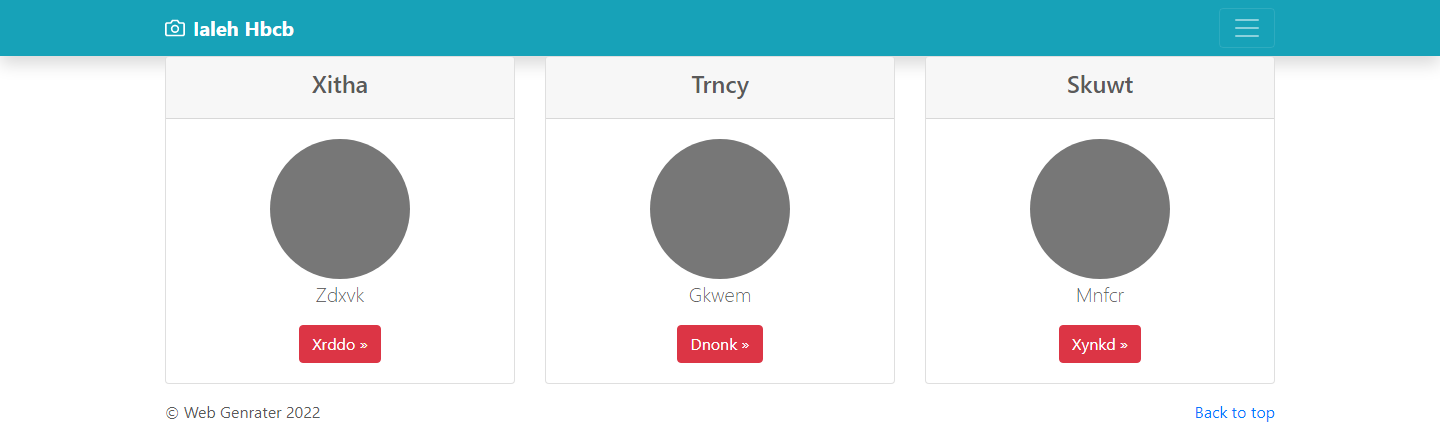 Ialeh Hbcb
Xitha
Trncy
Skuwt
Zdxvk
Gkwem
Mnfcr
Xrddo »
Dnonk »
Xynkd »
© Web Genrater 2022
Back to top